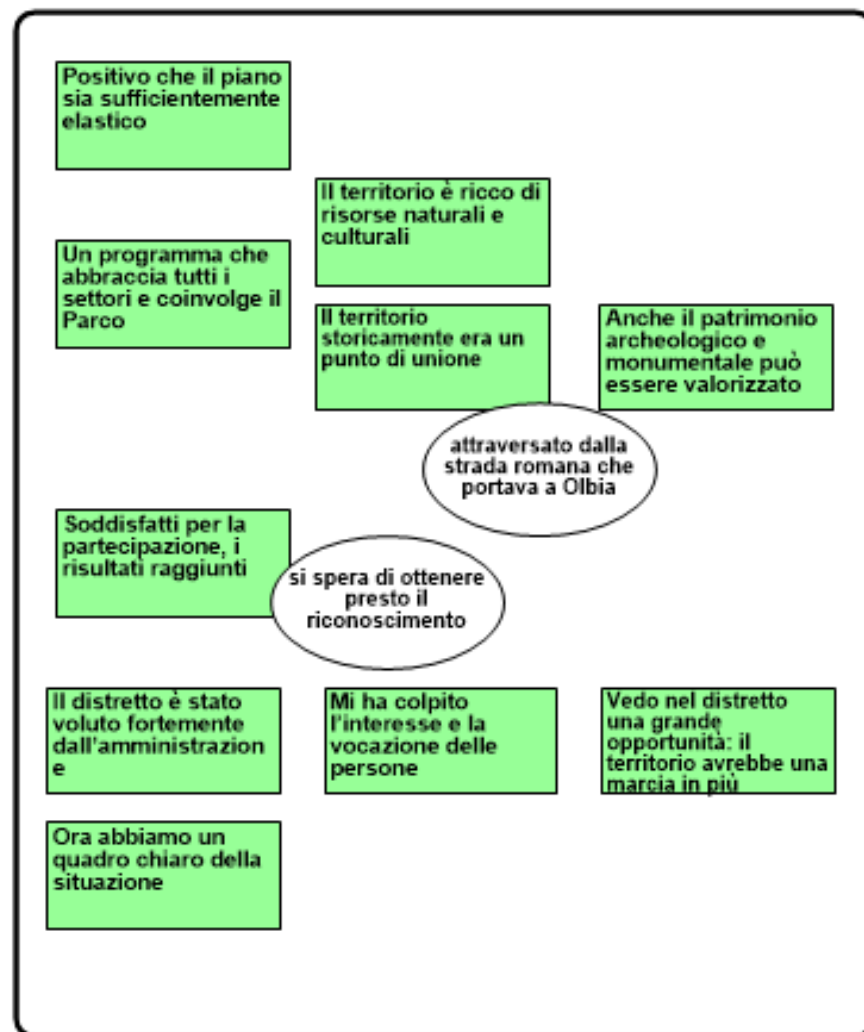 Positivo che il piano
sia sufficientemente
elastico
Il territorio è ricco di
risorse naturali e
culturali
Un programma che
abbraccia tutti i
settori e coinvolge il
Parco
Il territorio
storicamente era un
punto di unione
Anche il patrimonio
archeologico e
monumentale può
essere valorizzato
attraversato dalla
strada romana che
portava a Olbia
Soddisfatti per la
partecipazione, i
risultati raggiunti
si spera di ottenere
presto il
riconoscimento
Il distretto è stato
voluto fortemente
dall'amministrazion
e
Mi ha colpito
l'interesse e la
vocazione delle
persone
Vedo nel distretto
una grande
opportunità: il
territorio avrebbe una
marcia in più
Ora abbiamo un
quadro chiaro della
situazione